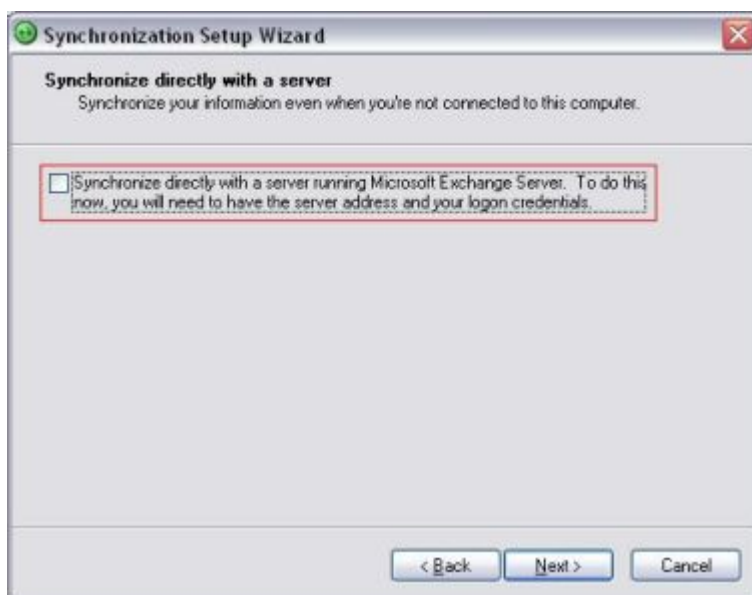 Synchronization Setup Wizard
Synchronize directly with a server
Synchronize your information even when you're not connected to this computer.
Synchronize directly with a server running Microsoft Exchange Server. To do this
now, you will need to have the server address and your logon credentials.
< Back Next > Cancel